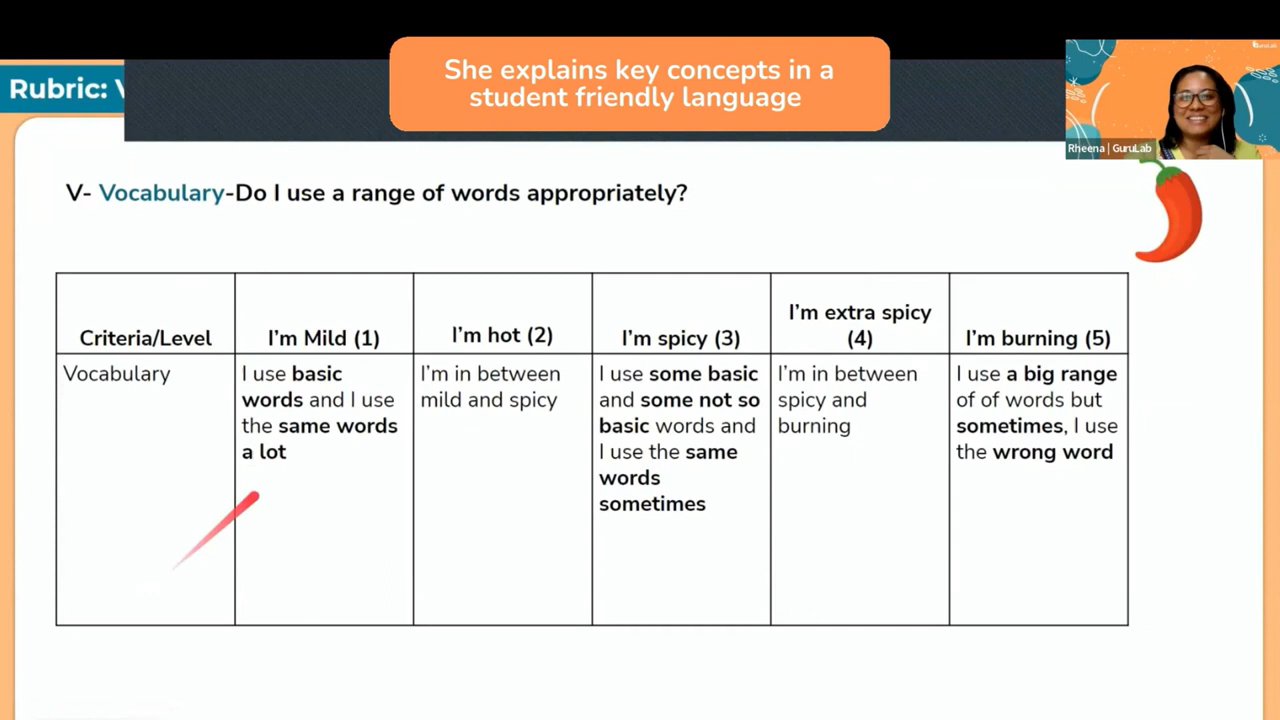 She explains key concepts in a
student friendly language
GuruLab
Rubric: V
Rheena | GuruLab
V- Vocabulary-Do I use a range of words appropriately?
Criteria/Level
I'm Mild (1)
I'm hot (2)
I'm spicy (3)
I'm extra spicy
(4)
I'm burning (5)
Vocabulary
I use basic
words and I use
the same words
a lot
I'm in between
mild and spicy
I use some basic
and some not so
basic words and
I use the same
words
sometimes
I'm in between
spicy and
burning
I use a big range
of of words but
sometimes, I use
the wrong word